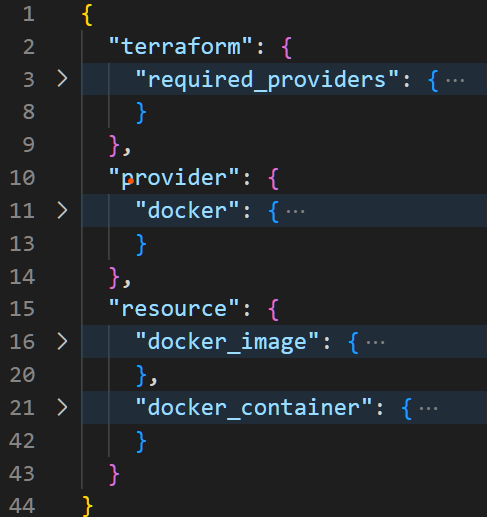 1 {
2 "terraform": {
3 > "required_providers": { ···
8 }
9 },
10 "provider": {
11 > "docker": { ···
13 }
14 },
15 "resource": {
16 > "docker_image": { ···
20 },
21 > "docker_container": { ···
42 }
43 }
44 }